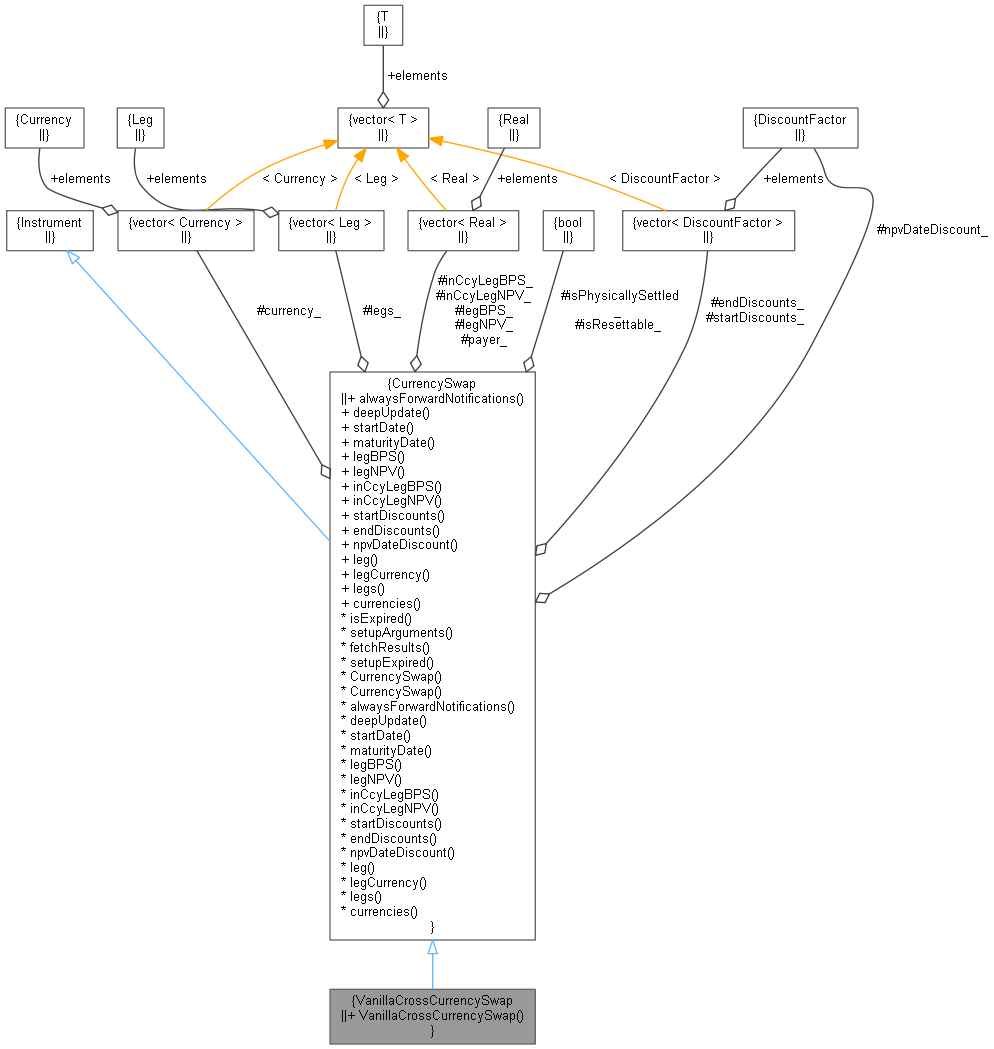 {T
||}
+elements
{Currency
||}
{Leg
||}
{vector< T >
||}
{Real
||}
{DiscountFactor
||}
+elements
+elements
< Currency >
< Leg >
< Real >
+elements
< DiscountFactor >
+elements
#npvDateDiscount_
{Instrument
||}
{vector< Currency >
||}
{vector< Leg >
||}
{vector< Real >
||}
{bool
||}
{vector< DiscountFactor >
||}
#currency_
#legs_
#inCcyLegBPS_
#inCcyLegNPV_
#legBPS_
#legNPV_
#payer_
#isPhysicallySettled
_
#isResettable_
#endDiscounts_
#startDiscounts_
{CurrencySwap
||+ alwaysForwardNotifications()
+ deepUpdate()
+ startDate()
+ maturityDate()
+ legBPS()
+ legNPV()
+ inCcyLegBPS()
+ inCcyLegNPV()
+ startDiscounts()
+ endDiscounts()
+ npvDateDiscount()
+ leg()
+ legCurrency()
+ legs()
+ currencies()
* isExpired()
* setupArguments()
* fetchResults()
* setupExpired()
* CurrencySwap()
* CurrencySwap()
* alwaysForwardNotifications()
* deepUpdate()
* startDate()
* maturityDate()
* legBPS()
* legNPV()
* inCcyLegBPS()
* inCcyLegNPV()
* startDiscounts()
* endDiscounts()
* npvDateDiscount()
* leg()
* legCurrency()
* legs()
* currencies()
}
{VanillaCrossCurrencySwap
||+ VanillaCrossCurrencySwap()
}